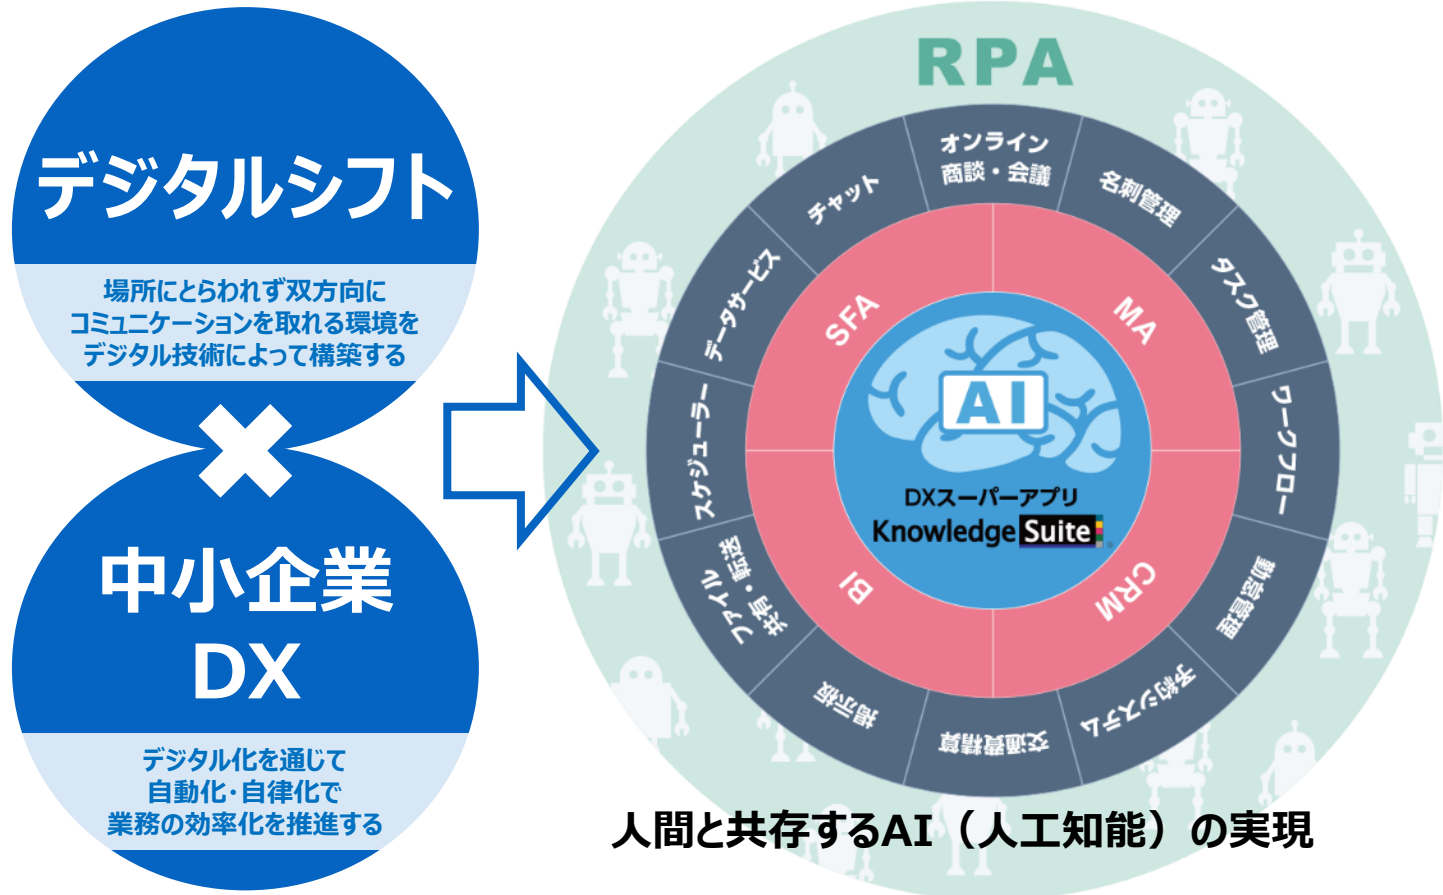 デジタルシフト
場所にとらわれず双方向に
コミュニケーションを取れる環境を
デジタル技術によって構築する
中小企業
DX
デジタル化を通じて
自動化・自律化で
業務の効率化を推進する
RPA
オンライン
商談・会議
名刺管理
タスク管理
ワークフロー
勤怠管理
予約システム
交通費精算
掲示板
ファイル
共有・転送
スケジューラー
データサービス
チャット
SFA
MA
CRM
BI
AI
DXスーパーアプリ
Knowledge Suite
人間と共存するAI（人工知能）の実現